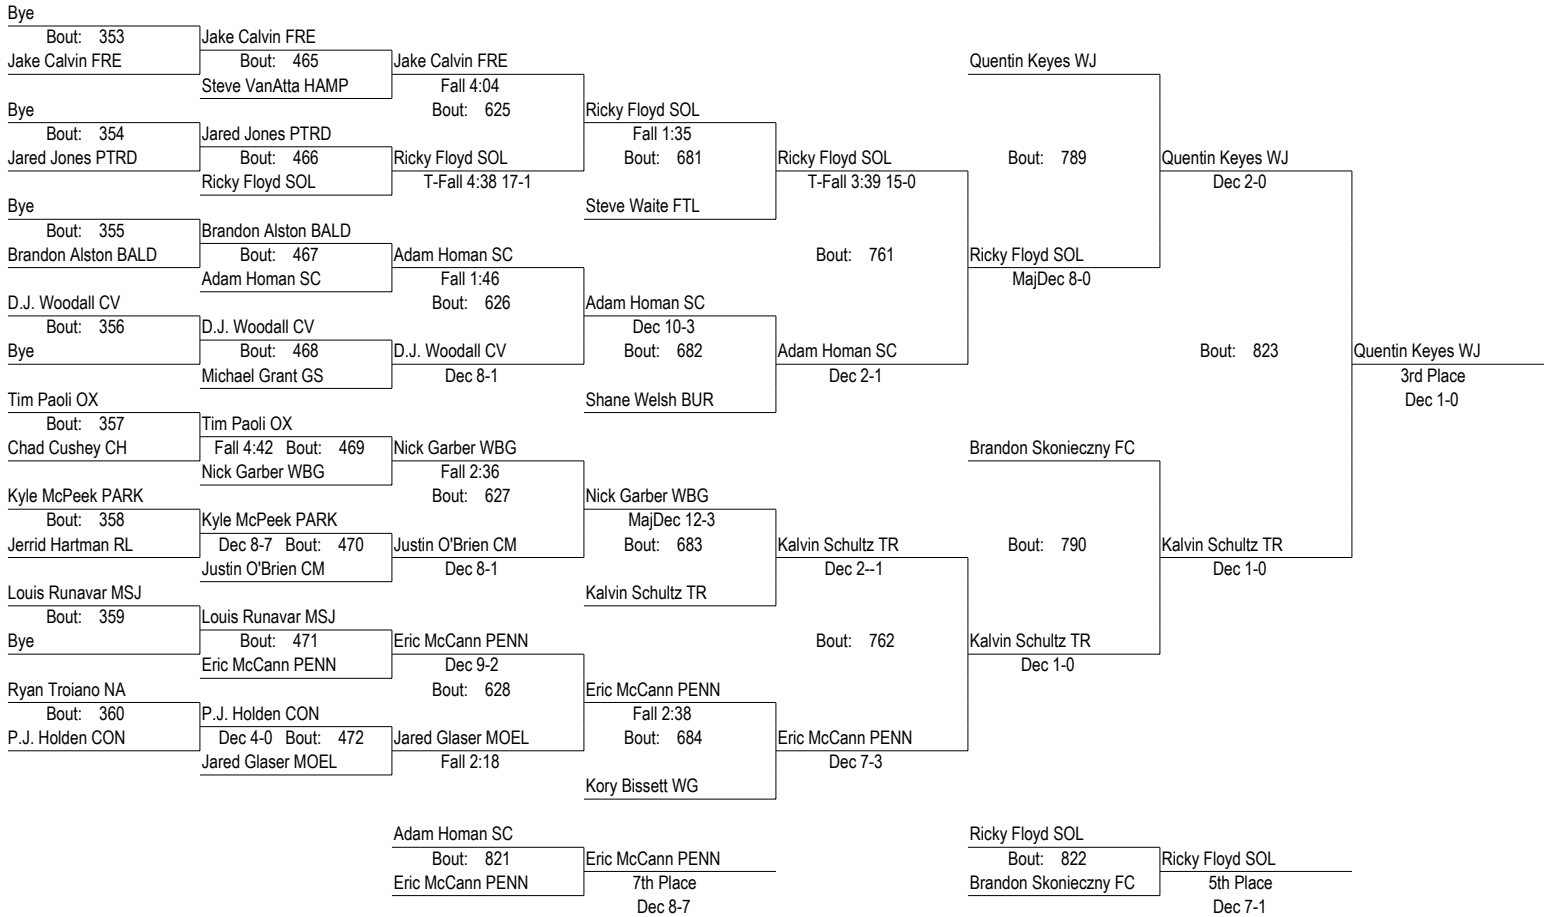 Bye
Bout: 353
Jake Calvin FRE
Bye
Bout: 354
Jared Jones PTRD
Bye
Bout: 355
Brandon Alston BALD
D.J. Woodall CV
Bout: 356
Bye
Tim Paoli OX
Bout: 357
Chad Cushey CH
Kyle McPeek PARK
Bout: 358
Jerrid Hartman RL
Louis Runavar MSJ
Bout: 359
Bye
Ryan Troiano NA
Bout: 360
P.J. Holden CON
Jake Calvin FRE
Bout: 465
Steve VanAtta HAMP
Jared Jones PTRD
Bout: 466
Ricky Floyd SOL
Brandon Alston BALD
Bout: 467
Adam Homan SC
D.J. Woodall CV
Bout: 468
Michael Grant GS
Tim Paoli OX
Fall 4:42 Bout: 469
Nick Garber WBG
Kyle McPeek PARK
Dec 8-7 Bout: 470
Justin O'Brien CM
Louis Runavar MSJ
Bout: 471
Eric McCann PENN
P.J. Holden CON
Dec 4-0 Bout: 472
Jared Glaser MOEL
Jake Calvin FRE
Fall 4:04
Bout: 625
Ricky Floyd SOL
T-Fall 4:38 17-1
Adam Homan SC
Fall 1:46
Bout: 626
D.J. Woodall CV
Dec 8-1
Nick Garber WBG
Fall 2:36
Bout: 627
Justin O'Brien CM
Dec 8-1
Eric McCann PENN
Dec 9-2
Bout: 628
Jared Glaser MOEL
Fall 2:18
Ricky Floyd SOL
Fall 1:35
Bout: 681
Steve Waite FTL
Adam Homan SC
Dec 10-3
Bout: 682
Shane Welsh BUR
Nick Garber WBG
MajDec 12-3
Bout: 683
Kalvin Schultz TR
Eric McCann PENN
Fall 2:38
Bout: 684
Kory Bissett WG
Ricky Floyd SOL
T-Fall 3:39 15-0
Bout: 761
Adam Homan SC
Dec 2-1
Kalvin Schultz TR
Dec 2--1
Bout: 762
Eric McCann PENN
Dec 7-3
Quentin Keyes WJ
Bout: 789
Ricky Floyd SOL
MajDec 8-0
Brandon Skonieczny FC
Bout: 790
Kalvin Schultz TR
Dec 1-0
Quentin Keyes WJ
Dec 2-0
Bout: 823
Kalvin Schultz TR
Dec 1-0
Quentin Keyes WJ
3rd Place
Dec 1-0
Adam Homan SC
Bout: 821
Eric McCann PENN
Eric McCann PENN
7th Place
Dec 8-7
Ricky Floyd SOL
Bout: 822
Brandon Skonieczny FC
Ricky Floyd SOL
5th Place
Dec 7-1